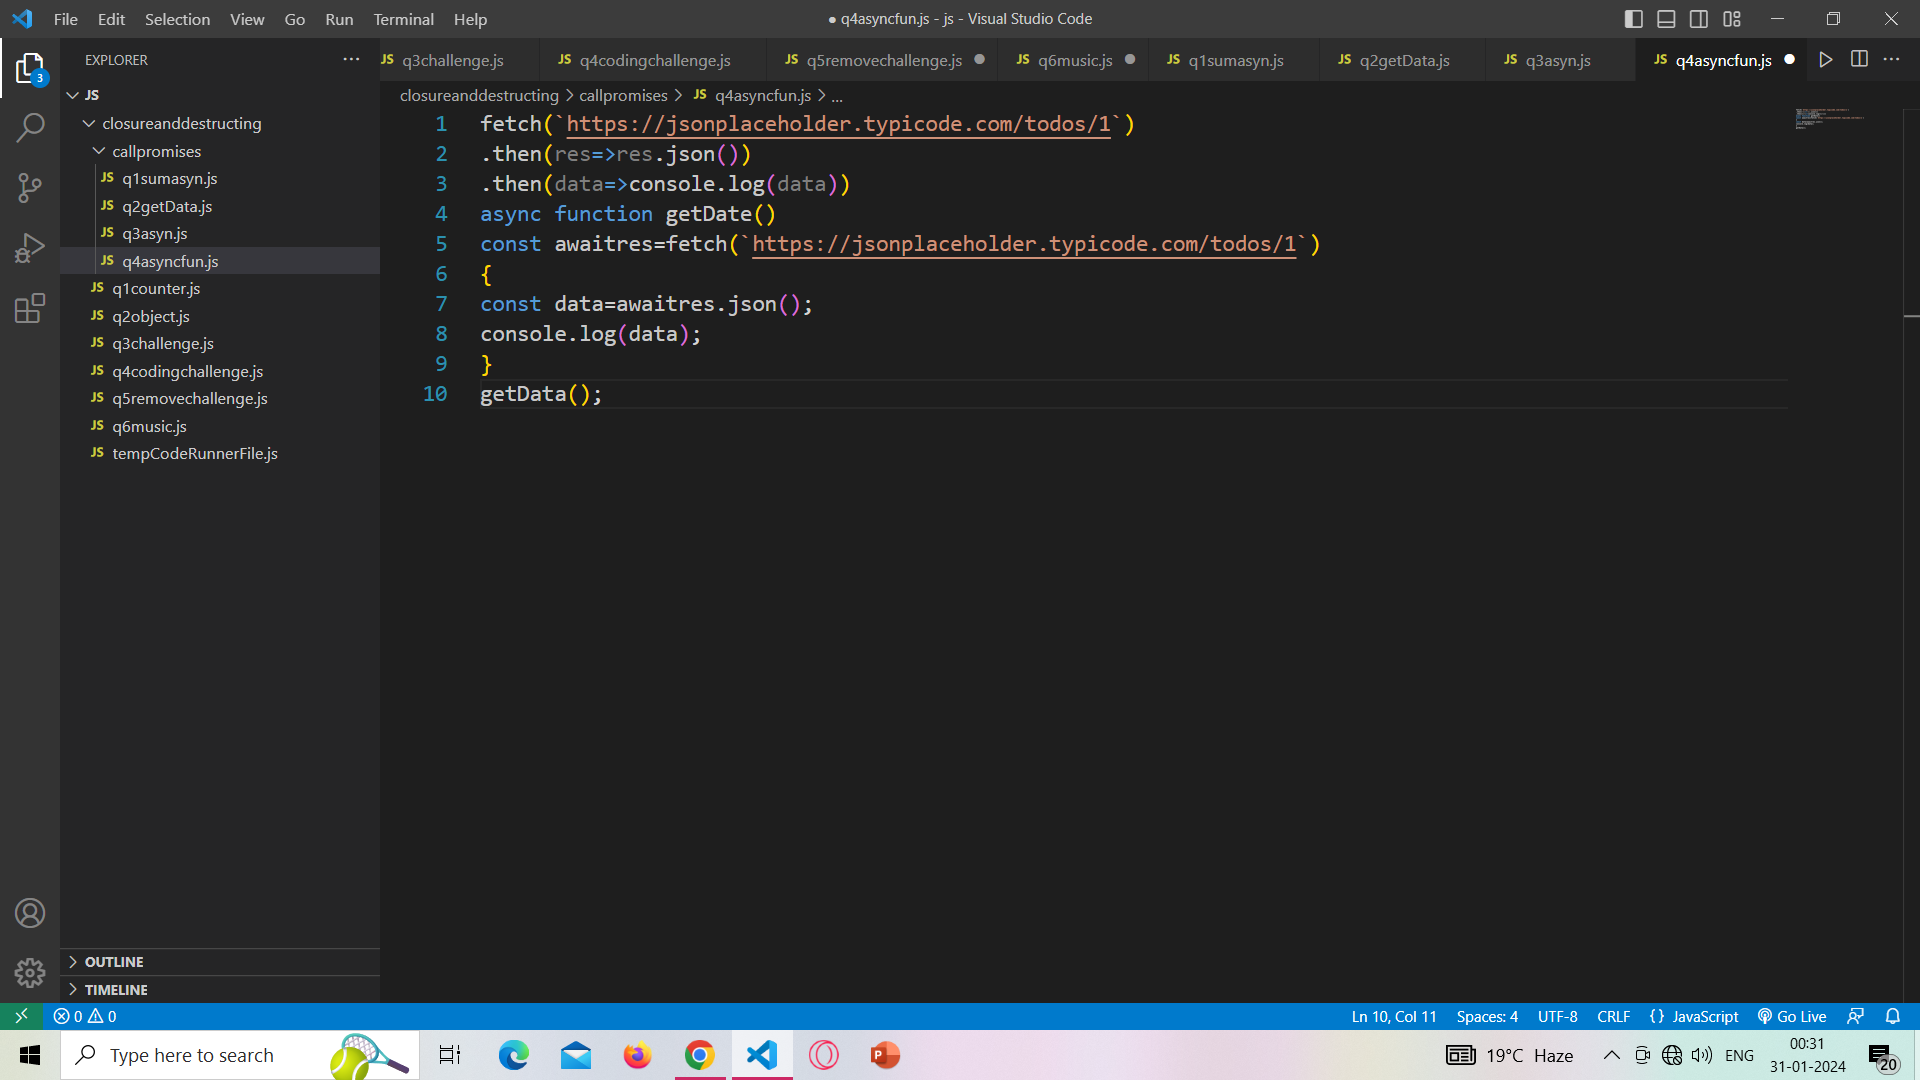 File Edit Selection View Go Run Terminal Help
● q4asyncfun.js - js - Visual Studio Code
3
EXPLORER
JS
closureanddestructing
callpromises
JS q1sumasyn.js
JS q2getData.js
JS q3asyn.js
JS q4asyncfun.js
JS q1counter.js
JS q2object.js
JS q3challenge.js
JS q4codingchallenge.js
JS q5removechallenge.js
JS q6music.js
JS tempCodeRunnerFile.js
OUTLINE
TIMELINE
JS q3challenge.js JS q4codingchallenge.js JS q5removechallenge.js JS q6music.js JS q1sumasyn.js JS q2getData.js JS q3asyn.js JS q4asyncfun.js
closureanddestructing > callpromises > JS q4asyncfun.js > ...
1 fetch(`https://jsonplaceholder.typicode.com/todos/1`)
2 .then(res=>res.json())
3 .then(data=>console.log(data))
4 async function getDate()
5 const awaitres=fetch(`https://jsonplaceholder.typicode.com/todos/1`)
6 {
7 const data=awaitres.json();
8 console.log(data);
9 }
10 getData();
0 0
Ln 10, Col 11 Spaces: 4 UTF-8 CRLF {} JavaScript Go Live
Type here to search
19°C Haze
ENG
00:31
31-01-2024
20